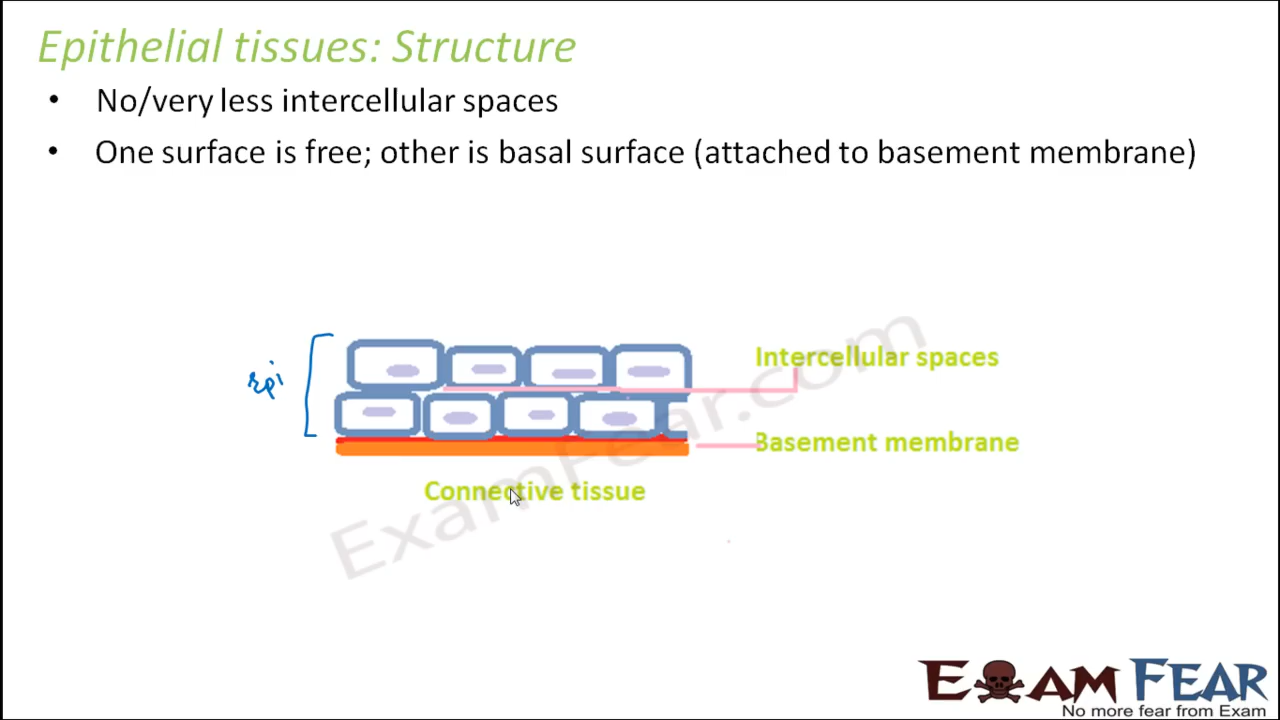 Epithelial tissues: Structure
• No/very less intercellular spaces
• One surface is free; other is basal surface (attached to basement membrane)
Intercellular spaces
epi
Basement membrane
Connective tissue
ExamFear.com
EXAM FEAR
No more fear from Exam